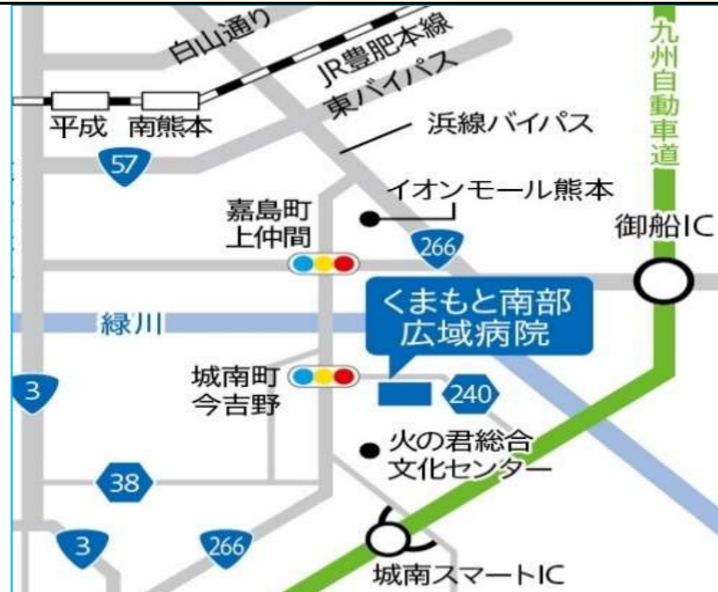 白山通り
JR豊肥本線
東バイパス
九州自動車道
平成
南熊本
浜線バイパス
57
イオンモール熊本
嘉島町
上仲間
266
御船IC
くまもと南部
広域病院
緑川
城南町
今吉野
3
240
火の君総合
文化センター
38
3
266
城南スマートIC